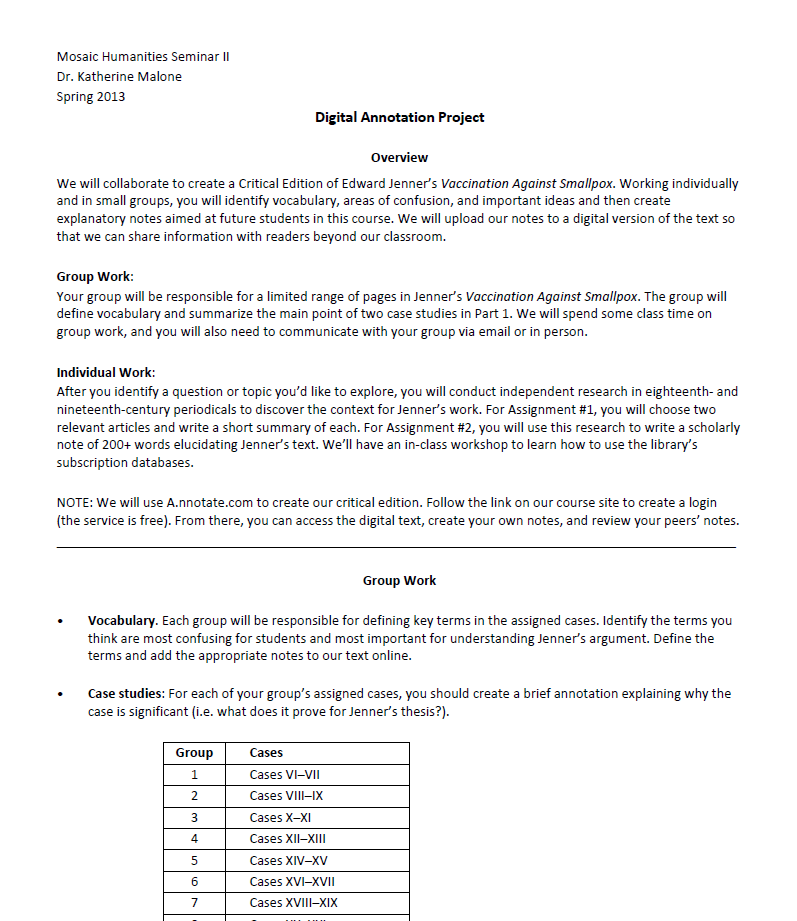 Mosaic Humanities Seminar II
Dr. Katherine Malone
Spring 2013
Digital Annotation Project
Overview
We will collaborate to create a Critical Edition of Edward Jenner’s Vaccination Against Smallpox. Working individually
and in small groups, you will identify vocabulary, areas of confusion, and important ideas and then create
explanatory notes aimed at future students in this course. We will upload our notes to a digital version of the text so
that we can share information with readers beyond our classroom.
Group Work:
Your group will be responsible for a limited range of pages in Jenner’s Vaccination Against Smallpox. The group will
define vocabulary and summarize the main point of two case studies in Part 1. We will spend some class time on
group work, and you will also need to communicate with your group via email or in person.
Individual Work:
After you identify a question or topic you’d like to explore, you will conduct independent research in eighteenth- and
nineteenth-century periodicals to discover the context for Jenner’s work. For Assignment #1, you will choose two
relevant articles and write a short summary of each. For Assignment #2, you will use this research to write a scholarly
note of 200+ words elucidating Jenner’s text. We’ll have an in-class workshop to learn how to use the library’s
subscription databases.
NOTE: We will use A.nnotate.com to create our critical edition. Follow the link on our course site to create a login
(the service is free). From there, you can access the digital text, create your own notes, and review your peers’ notes.
Group Work
• Vocabulary. Each group will be responsible for defining key terms in the assigned cases. Identify the terms you
think are most confusing for students and most important for understanding Jenner’s argument. Define the
terms and add the appropriate notes to our text online.
• Case studies: For each of your group’s assigned cases, you should create a brief annotation explaining why the
case is significant (i.e. what does it prove for Jenner’s thesis?).
Group Cases
1 Cases VI–VII
2 Cases VIII–IX
3 Cases X–XI
4 Cases XII–XIII
5 Cases XIV–XV
6 Cases XVI–XVII
7 Cases XVIII–XIX